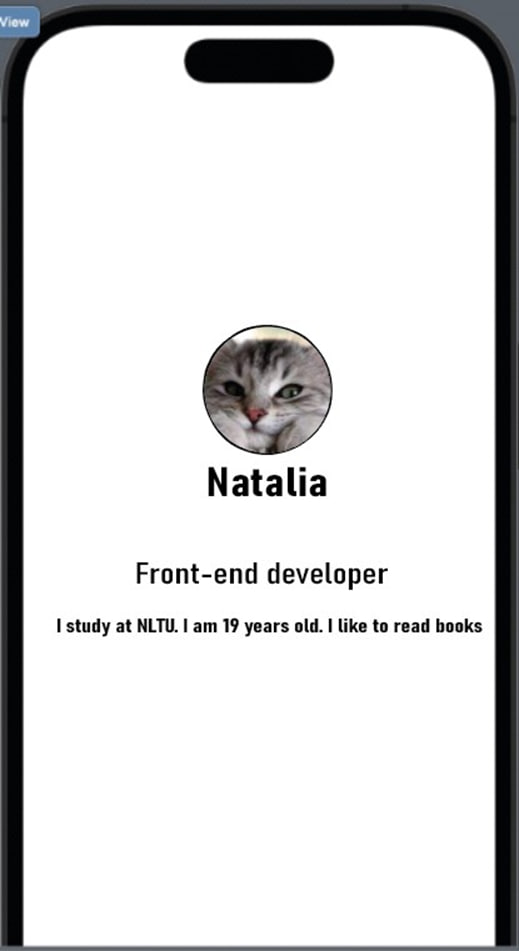 View
Natalia
Front-end developer
I study at NLTU. I am 19 years old. I like to read books